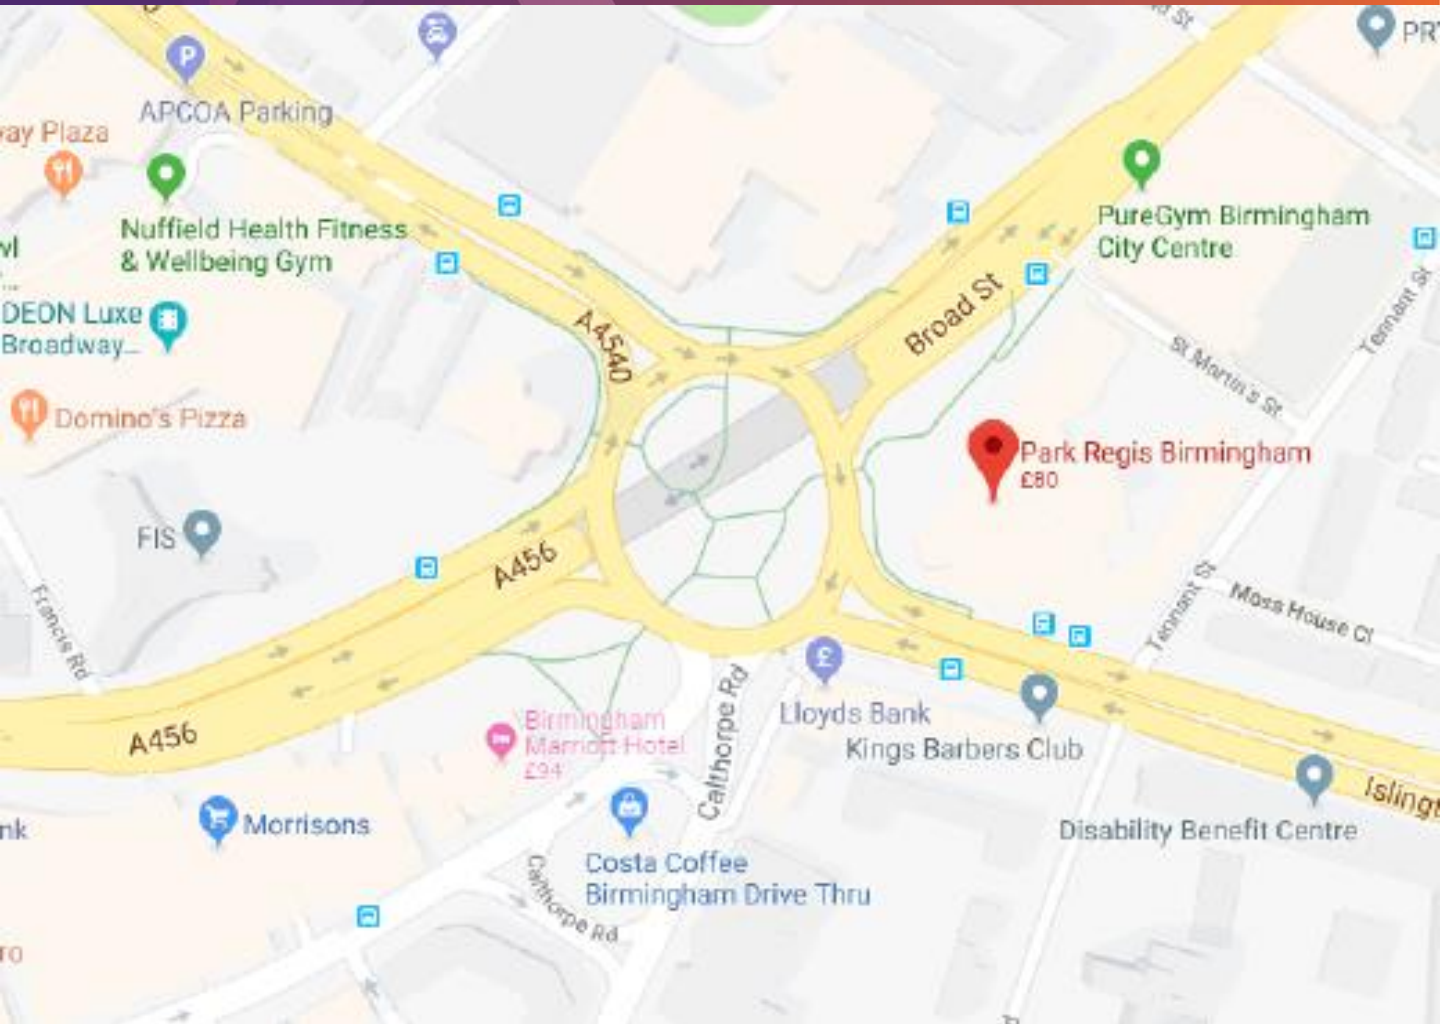 P
APCOA Parking
way Plaza
Nuffield Health Fitness
& Wellbeing Gym
DEON Luxe
Broadway...
Domino's Pizza
FIS
Francis Rd
A4540
A456
A456
Broad St
PureGym Birmingham
City Centre
Tennant St
St Martin's St
Park Regis Birmingham
£80
Tennant St
Moss House Cl
£
Lloyds Bank
Kings Barbers Club
Calthorpe Rd
Birmingham
Marriott Hotel
£94
Morrisons
Costa Coffee
Birmingham Drive Thru
Calthorpe Rd
Disability Benefit Centre
Islingt